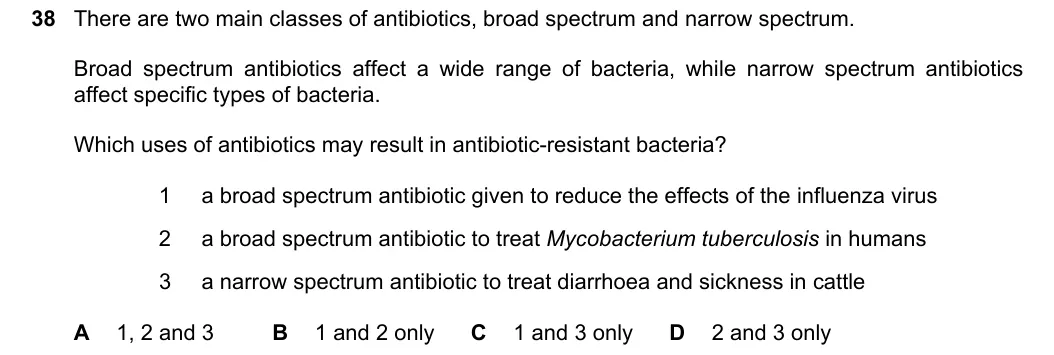 38 There are two main classes of antibiotics, broad spectrum and narrow spectrum.
Broad spectrum antibiotics affect a wide range of bacteria, while narrow spectrum antibiotics
affect specific types of bacteria.
Which uses of antibiotics may result in antibiotic-resistant bacteria?
1 a broad spectrum antibiotic given to reduce the effects of the influenza virus
2 a broad spectrum antibiotic to treat Mycobacterium tuberculosis in humans
3 a narrow spectrum antibiotic to treat diarrhoea and sickness in cattle
A 1, 2 and 3 B 1 and 2 only C 1 and 3 only D 2 and 3 only